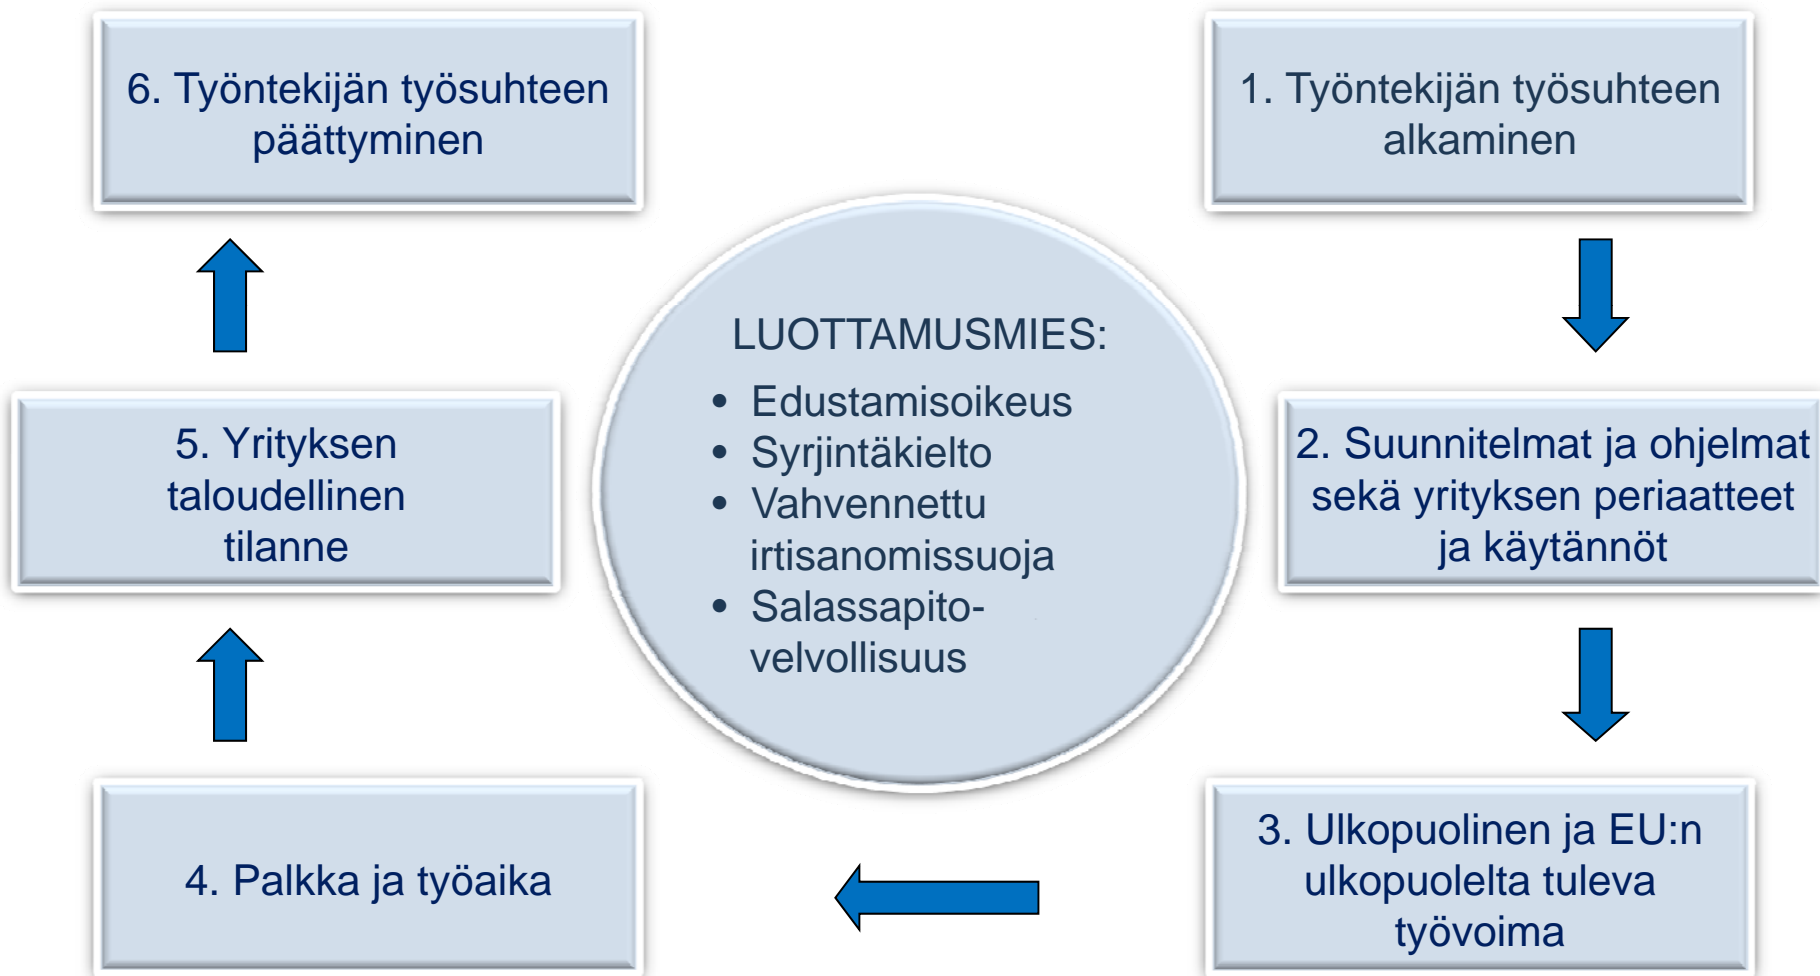 6. Työntekijän työsuhteen
päättyminen
1. Työntekijän työsuhteen
alkaminen
LUOTTAMUSMIES:
• Edustamisoikeus
• Syrjintäkielto
• Vahvennettu
irtisanomissuoja
• Salassapito-
velvollisuus
5. Yrityksen
taloudellinen
tilanne
2. Suunnitelmat ja ohjelmat
sekä yrityksen periaatteet
ja käytännöt
4. Palkka ja työaika
3. Ulkopuolinen ja EU:n
ulkopuolelta tuleva
työvoima